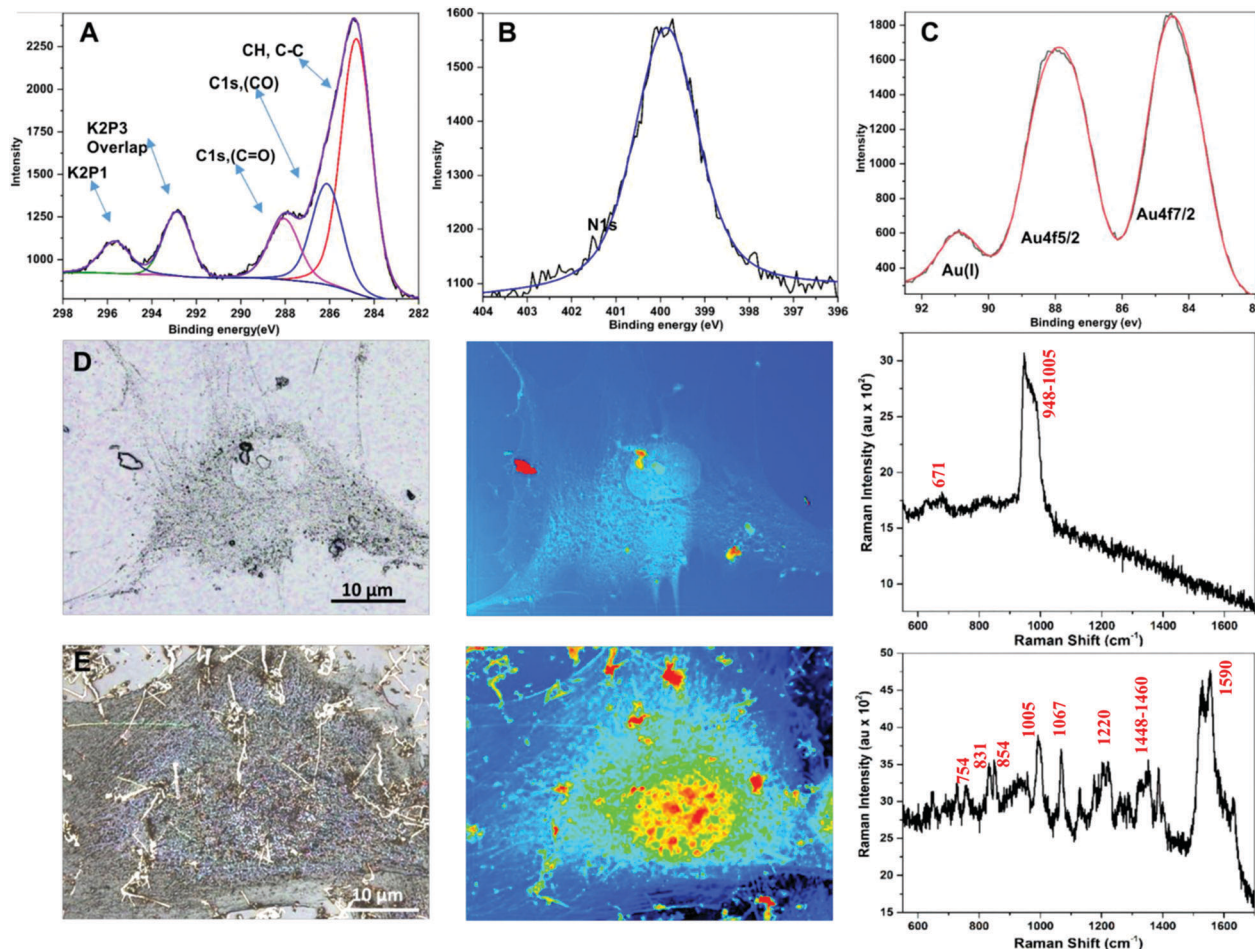 A
2250
2000
1750
1500
1250
1000
Intensity
CH, C-C
C1s,(CO)
C1s,(C=O)
K2P3
Overlap
K2P1
298 296 294 292 290 288 286 284 282
Binding energy(eV)
B
1600
1500
1400
1300
1200
1100
Intensity
N1s
404 403 402 401 400 399 398 397 396
Binding energy (eV)
C
1800
1600
1400
1200
1000
800
600
400
Intensity
Au(I)
Au4f5/2
Au4f7/2
92 90 88 86 84
Binding energy (ev)
D
10 µm
30
25
20
15
10
Raman Intensity (au x 10²)
671
948-1005
600 800 1000 1200 1400 1600
Raman Shift (cm⁻¹)
E
10 µm
50
45
40
35
30
25
20
15
Raman Intensity (au x 10²)
754
831
854
1005
1067
1220
1448-1460
1590
600 800 1000 1200 1400 1600
Raman Shift (cm⁻¹)